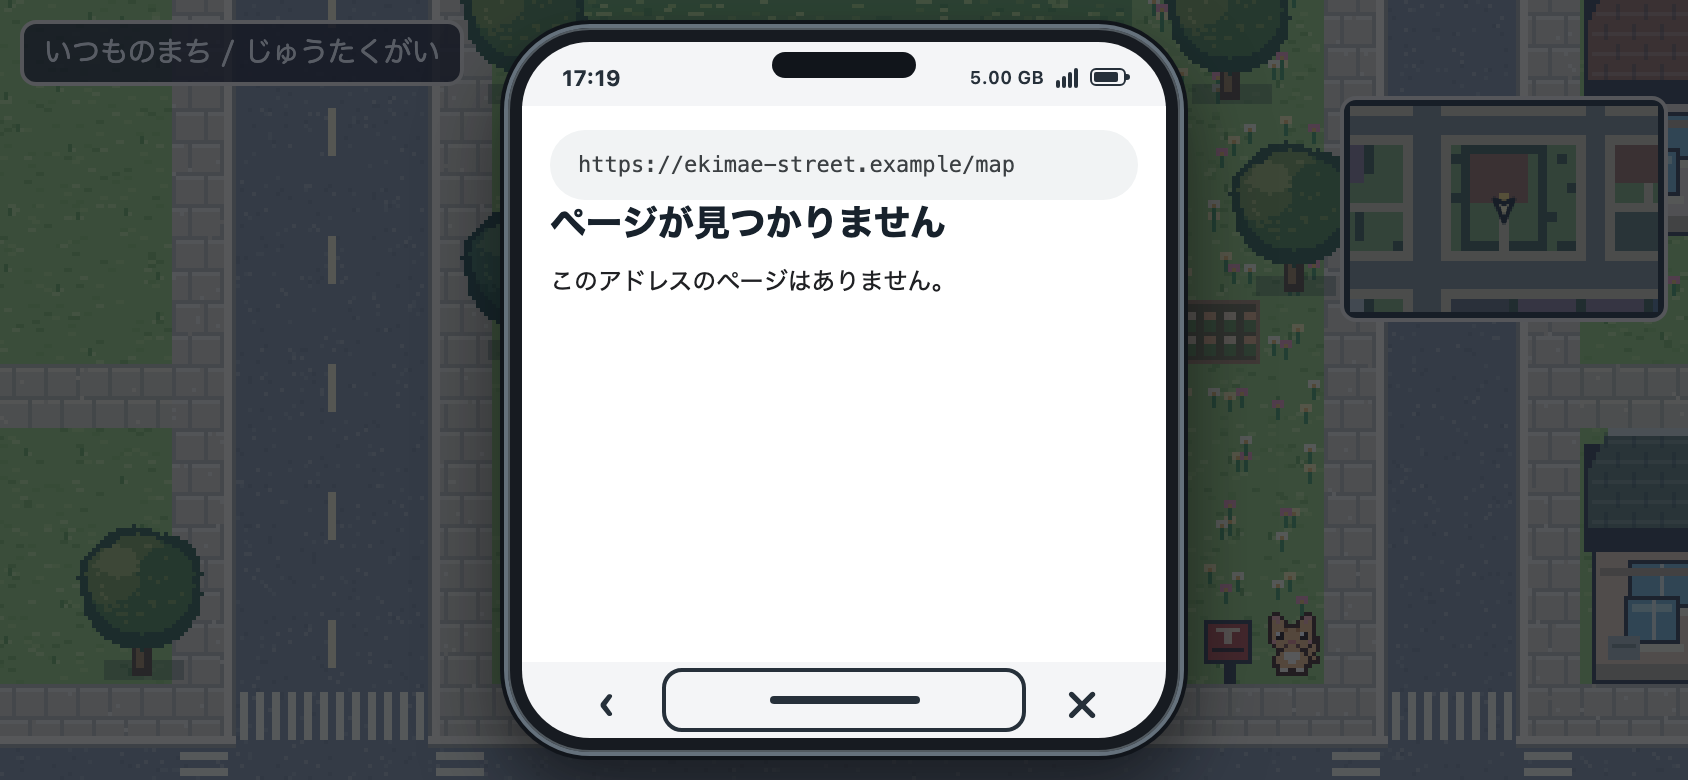 いつものまち / じゅうたくがい
17:19
5.00 GB
https://ekimae-street.example/map
ページが見つかりません
このアドレスのページはありません。
T